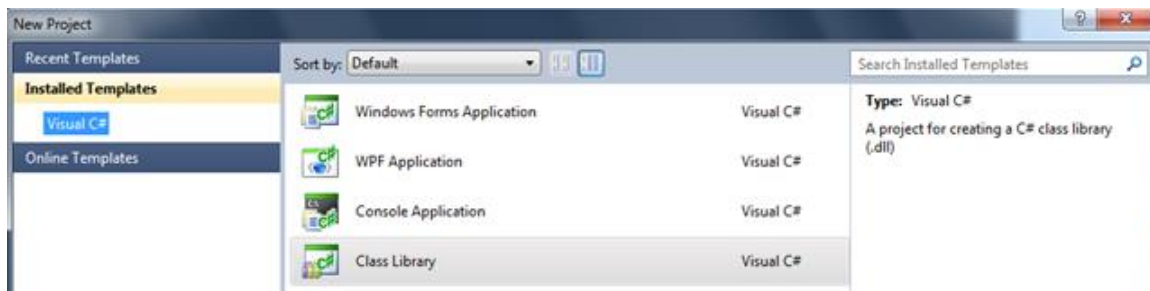 New Project
Recent Templates
Installed Templates
Visual C#
Online Templates
Sort by: Default
Windows Forms Application Visual C#
WPF Application Visual C#
Console Application Visual C#
Class Library Visual C#
Search Installed Templates
Type: Visual C#
A project for creating a C# class library
(.dll)